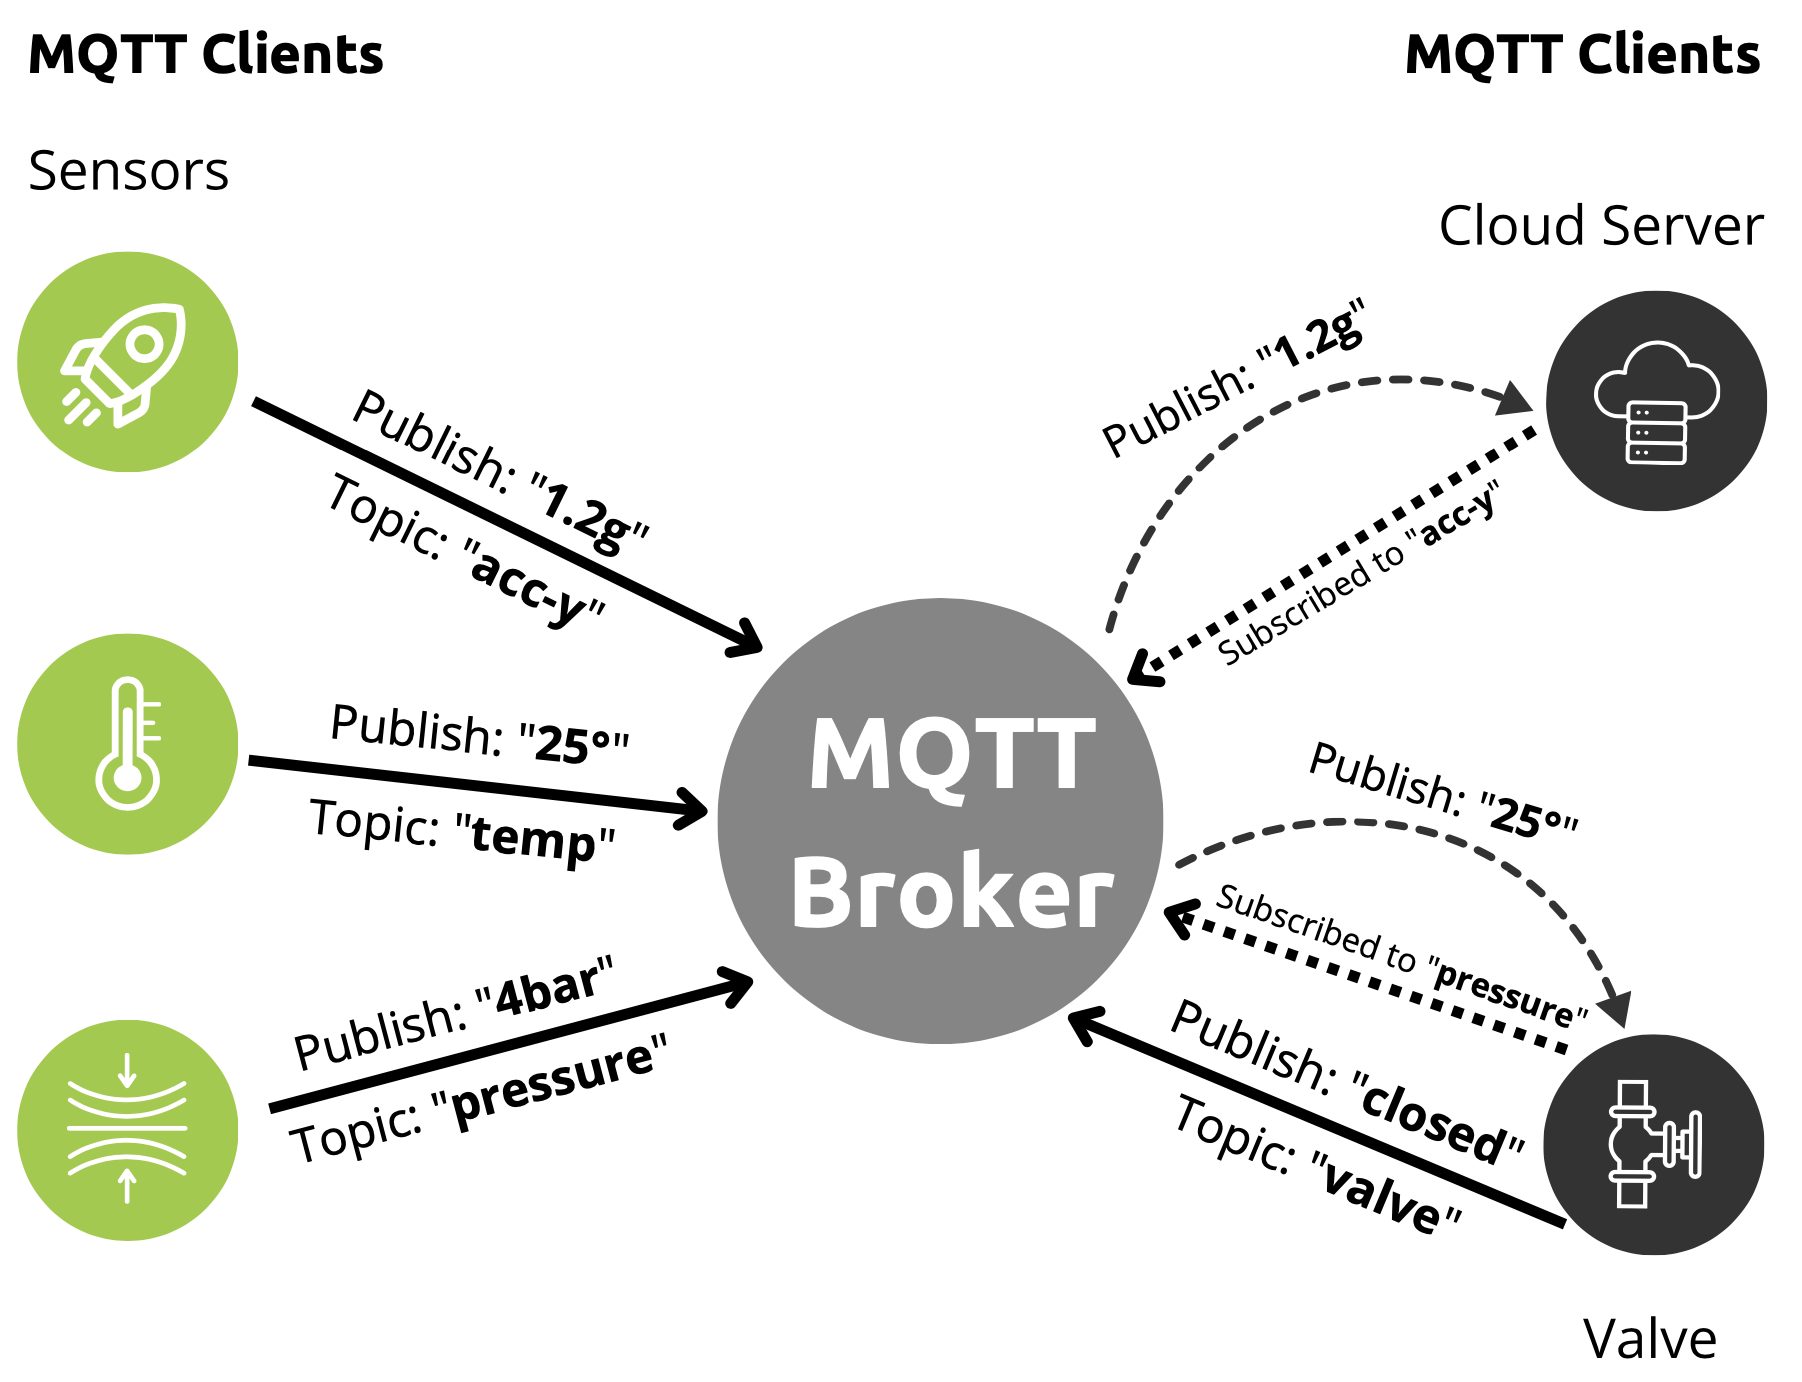 MQTT Clients
MQTT Clients
Sensors
Cloud Server
Publish: "1.2g"
Topic: "acc-y"
Publish: "1.2g"
Subscribed to "acc-y"
Publish: "25°"
Topic: "temp"
MQTT
Broker
Publish: "25°"
Subscribed to "pressure"
Publish: "4bar"
Topic: "pressure"
Publish: "closed"
Topic: "valve"
Valve